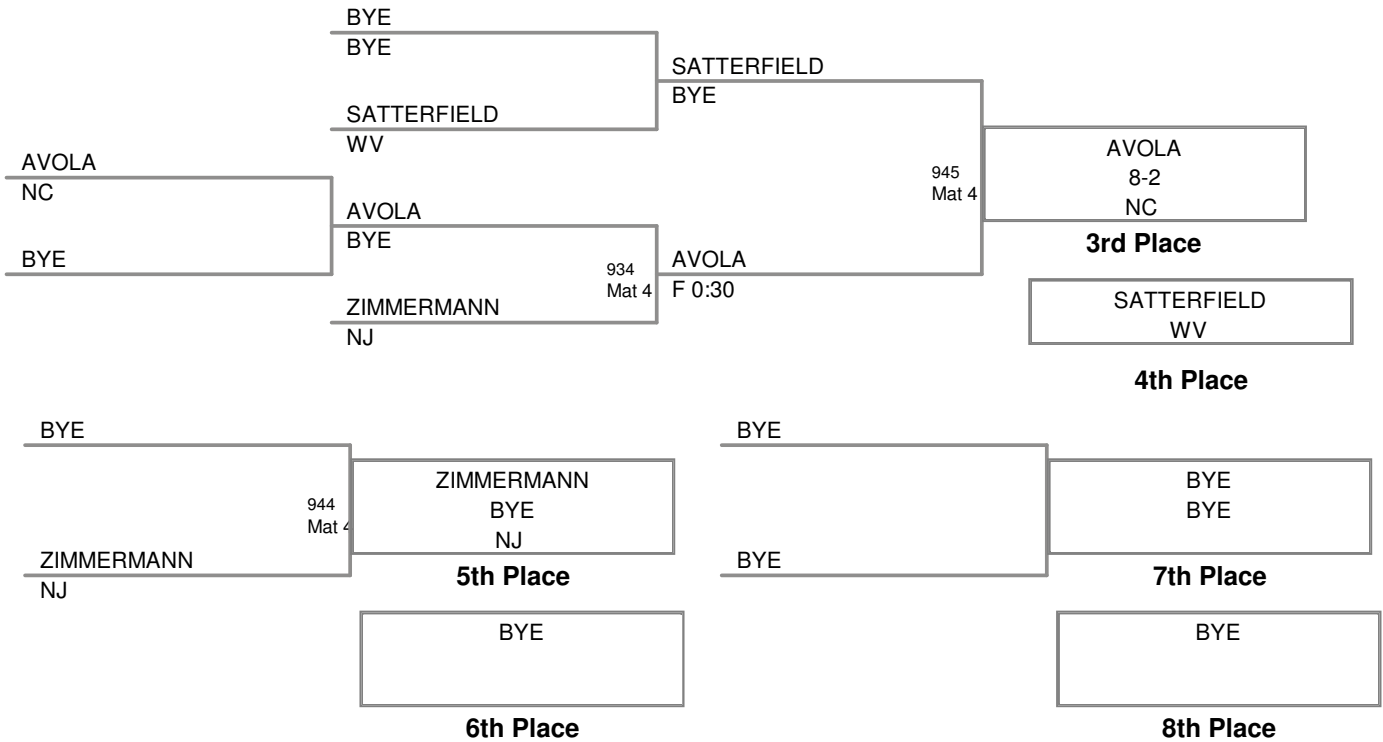 BYE
BYE
SATTERFIELD
BYE
SATTERFIELD
WV
AVOLA
NC
AVOLA
BYE
BYE
934
Mat 4
AVOLA
F 0:30
ZIMMERMANN
NJ
945
Mat 4
AVOLA
8-2
NC
3rd Place
SATTERFIELD
WV
4th Place
BYE
944
Mat 4
ZIMMERMANN
NJ
ZIMMERMANN
BYE
NJ
5th Place
BYE
6th Place
BYE
BYE
BYE
BYE
7th Place
BYE
8th Place